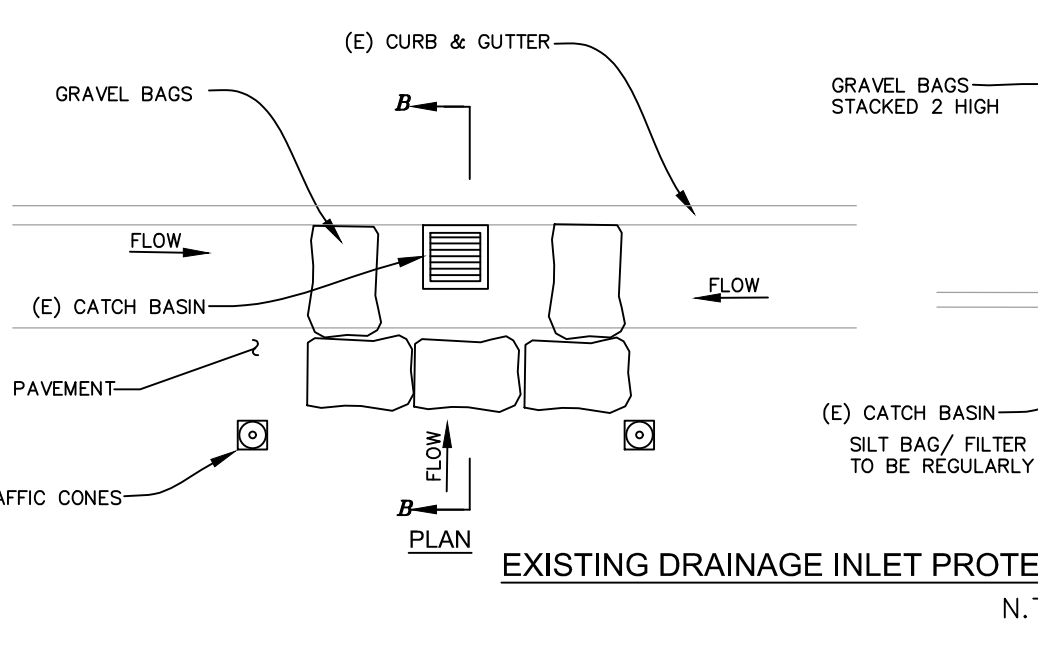 (E) CURB & GUTTER
GRAVEL BAGS
B
GRAVEL BAGS
STACKED 2 HIGH
FLOW
FLOW
(E) CATCH BASIN
PAVEMENT
(E) CATCH BASIN
SILT BAG/ FILTER
TO BE REGULARLY
FLOW
AFFIC CONES
B
PLAN
EXISTING DRAINAGE INLET PROTE
N.T